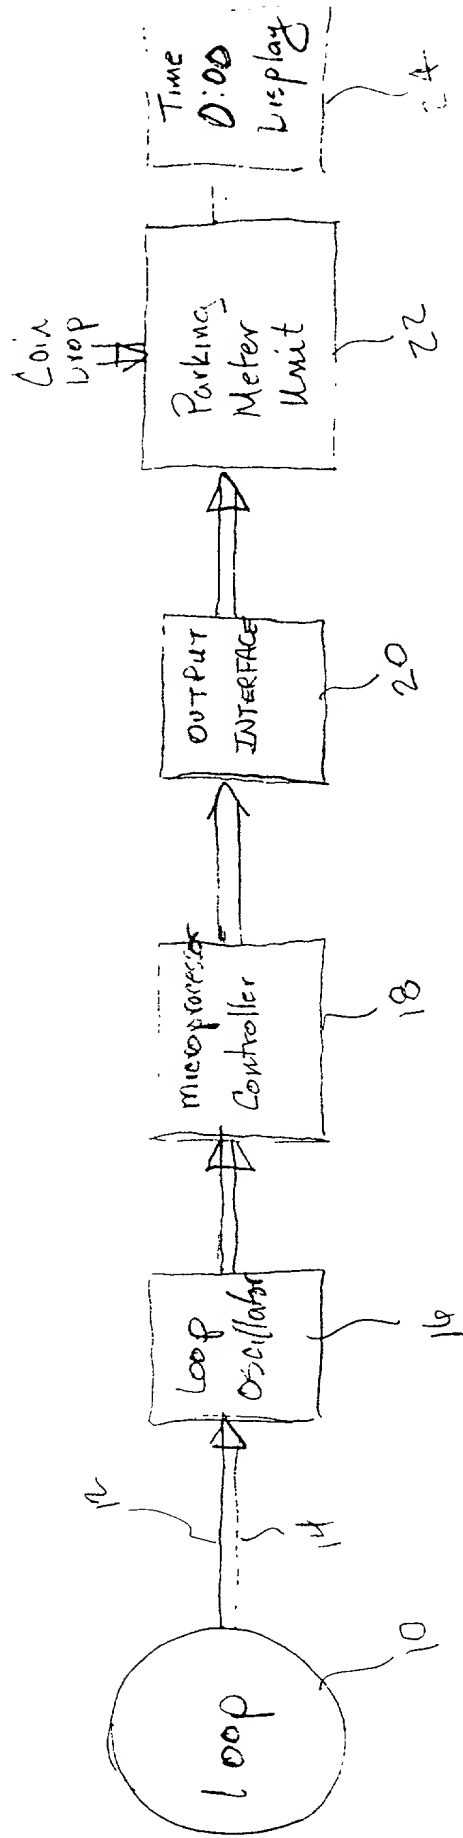 Loop
10
12
14
Loop
Oscillator
16
Microprocessor
Controller
18
OUTPUT
INTERFACE
20
Coin
Drop
Parking
Meter
Unit
22
Time
0:00
Display
24